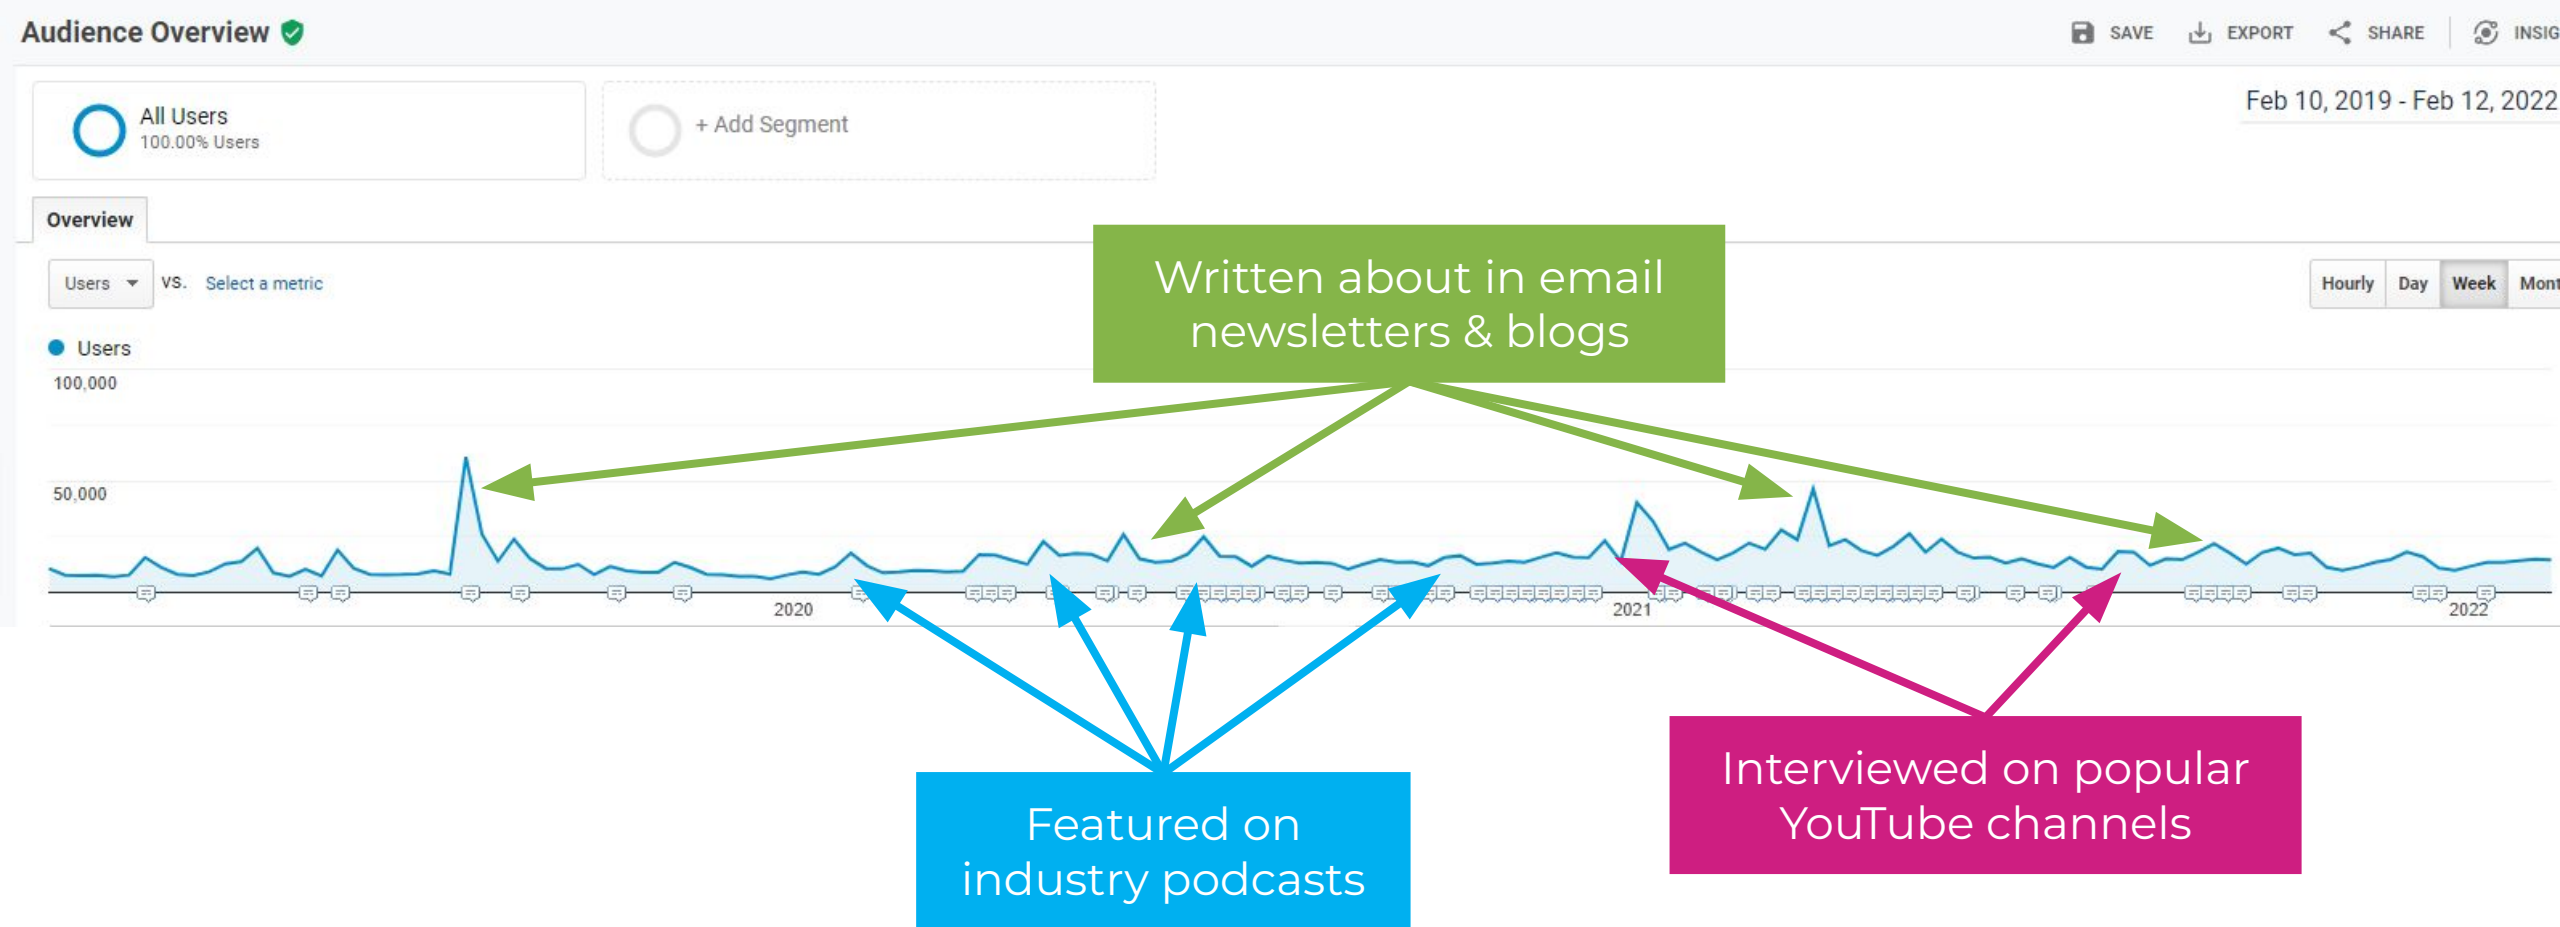 Audience Overview
SAVE
EXPORT
SHARE
INSIG
All Users
100.00% Users
+ Add Segment
Feb 10, 2019 - Feb 12, 2022
Overview
Users
VS.
Select a metric
Hourly
Day
Week
Mont
Written about in email
newsletters & blogs
Users
100,000
50,000
2020
2021
2022
Featured on
industry podcasts
Interviewed on popular
YouTube channels